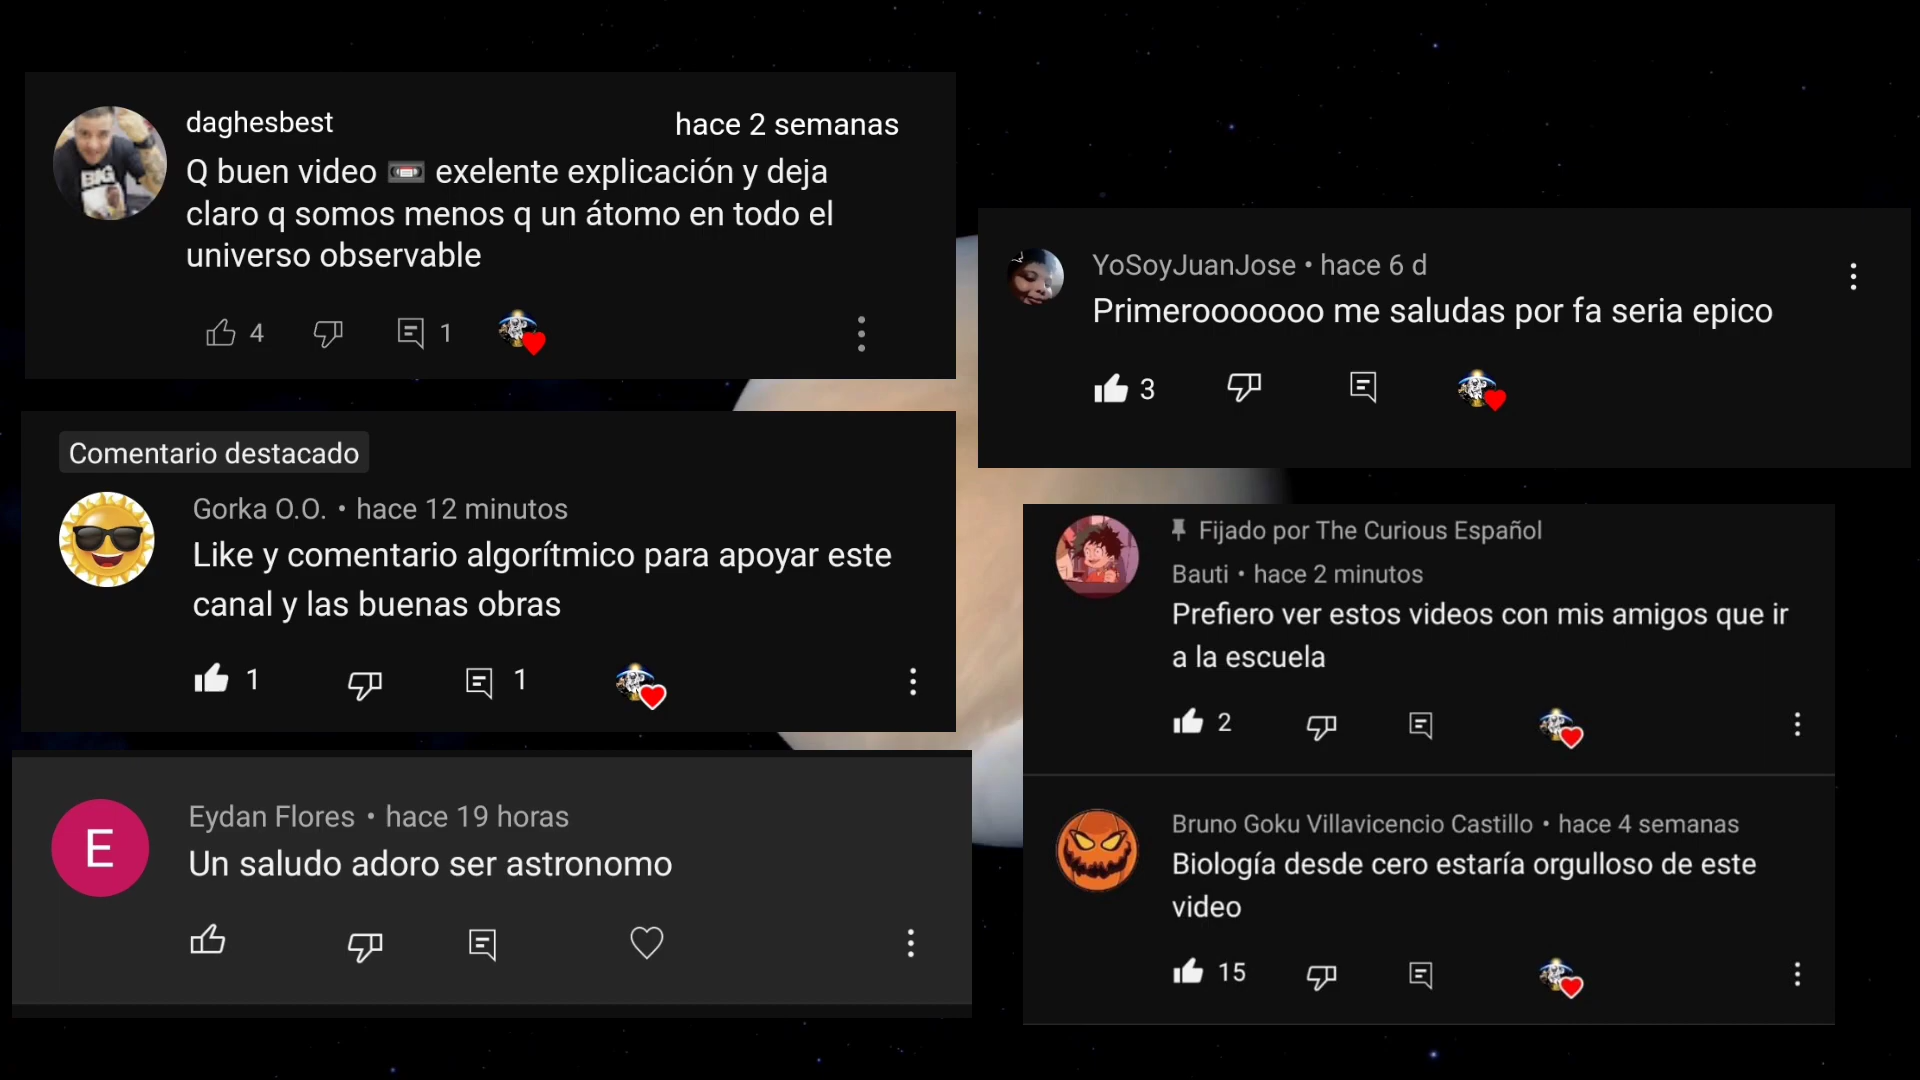 daghesbest
hace 2 semanas
Q buen video 📼 exelente explicación y deja
claro q somos menos q un átomo en todo el
universo observable
4
1
Comentario destacado
Gorka O.O. • hace 12 minutos
Like y comentario algorítmico para apoyar este
canal y las buenas obras
1
1
E
Eydan Flores • hace 19 horas
Un saludo adoro ser astronomo
YoSoyJuanJose • hace 6 d
Primerooooooo me saludas por fa seria epico
3
Fijado por The Curious Español
Bauti • hace 2 minutos
Prefiero ver estos videos con mis amigos que ir
a la escuela
2
Bruno Goku Villavicencio Castillo • hace 4 semanas
Biología desde cero estaría orgulloso de este
video
15
BIG